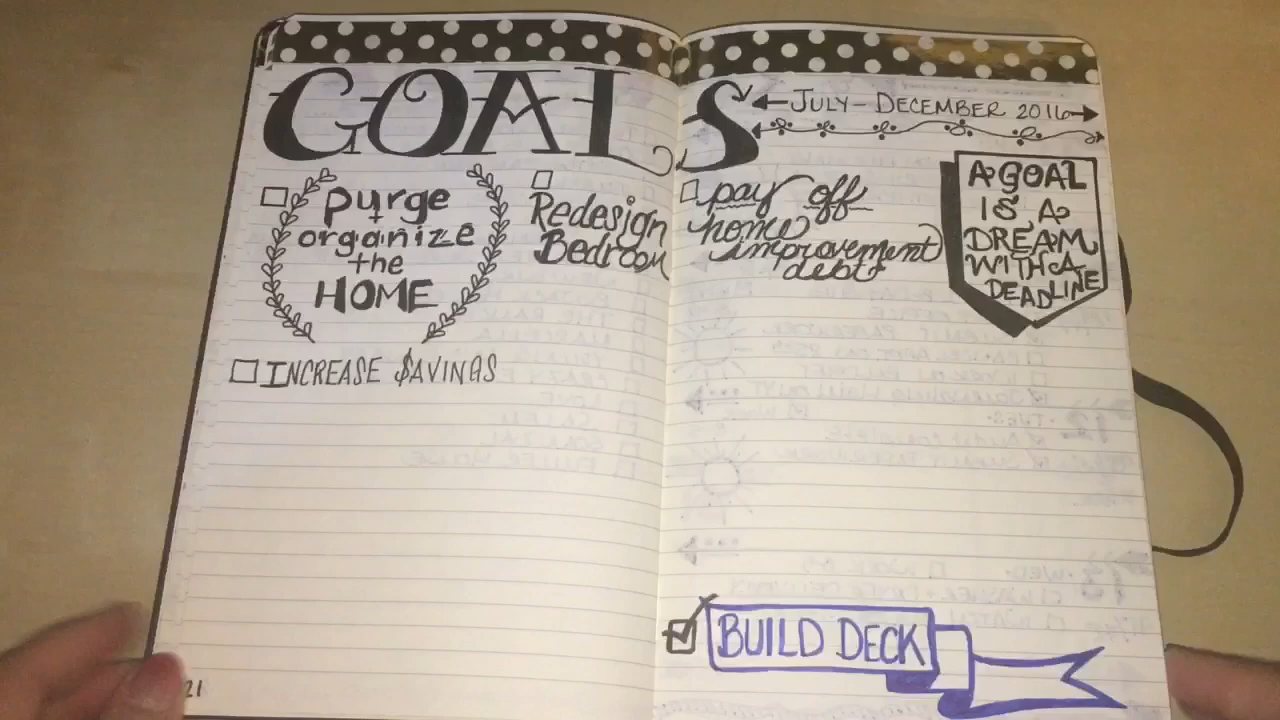 GOALS
JULY - DECEMBER 2016
purge
+
organize
the
HOME
Redesign
Bedroom
pay off
home
improvement
debt
A GOAL
IS A
DREAM
WITH A
DEADLINE
INCREASE $AVINGS
BUILD DECK
21